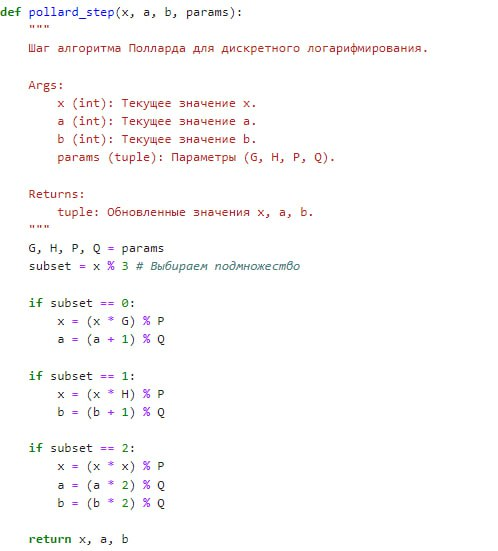 def pollard_step(x, a, b, params):
    """
    Шаг алгоритма Полларда для дискретного логарифмирования.

    Args:
        x (int): Текущее значение x.
        a (int): Текущее значение a.
        b (int): Текущее значение b.
        params (tuple): Параметры (G, H, P, Q).

    Returns:
        tuple: Обновленные значения x, a, b.
    """
    G, H, P, Q = params
    subset = x % 3 # Выбираем подмножество

    if subset == 0:
        x = (x * G) % P
        a = (a + 1) % Q

    if subset == 1:
        x = (x * H) % P
        b = (b + 1) % Q

    if subset == 2:
        x = (x * x) % P
        a = (a * 2) % Q
        b = (b * 2) % Q

    return x, a, b